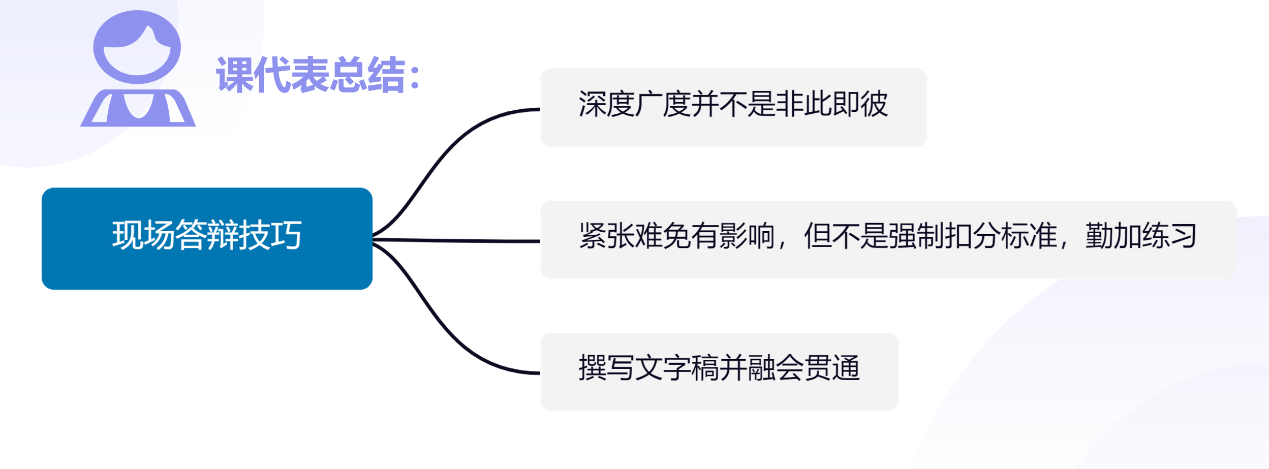 课代表总结：
深度广度并不是非此即彼
现场答辩技巧
紧张难免有影响，但不是强制扣分标准，勤加练习
撰写文字稿并融会贯通